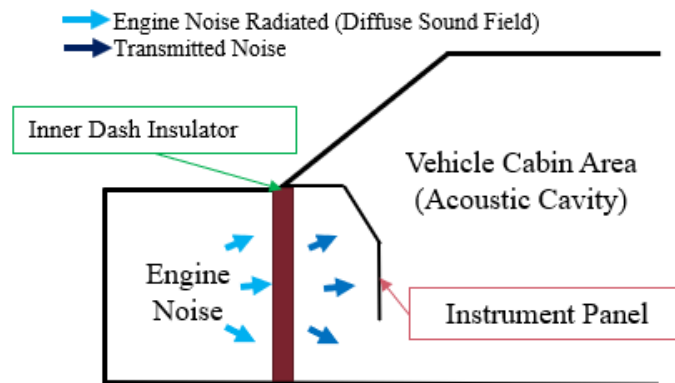 Engine Noise Radiated (Diffuse Sound Field)
Transmitted Noise
Inner Dash Insulator
Vehicle Cabin Area
(Acoustic Cavity)
Engine
Noise
Instrument Panel